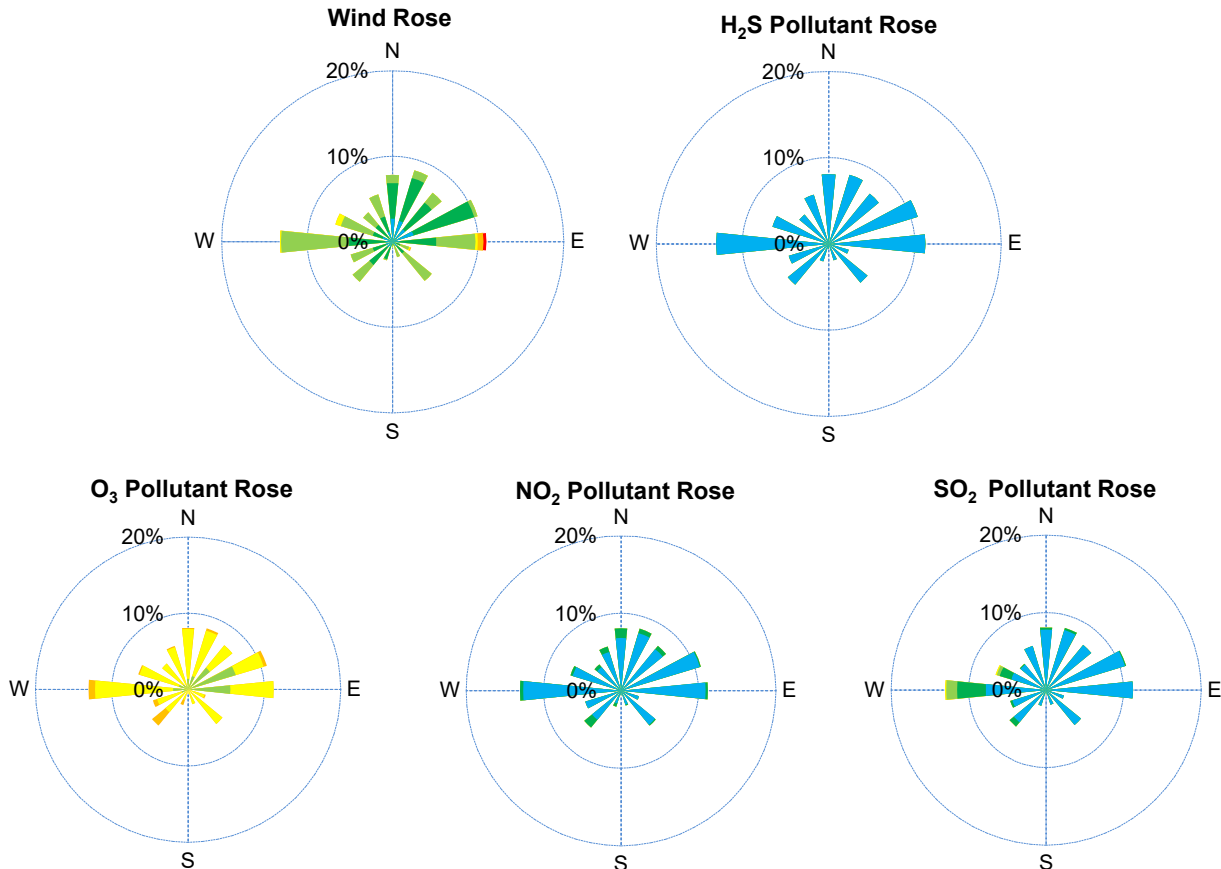 Wind Rose
N
20%
10%
W
0%
E
S
H₂S Pollutant Rose
N
20%
10%
W
0%
E
S
O₃ Pollutant Rose
N
20%
10%
W
0%
E
S
NO₂ Pollutant Rose
N
20%
10%
W
0%
E
S
SO₂ Pollutant Rose
N
20%
10%
W
0%
E
S